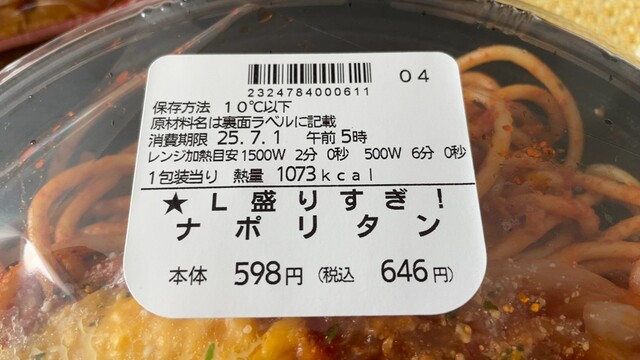 2324784000611
04
保存方法 10℃以下
原材料名は裏面ラベルに記載
消費期限 25.7.1 午前5時
レンジ加熱目安1500W 2分 0秒 500W 6分 0秒
1包装当り 熱量 1073kcal
★L盛りすぎ!
ナポリタン
本体 598円 (税込 646円)